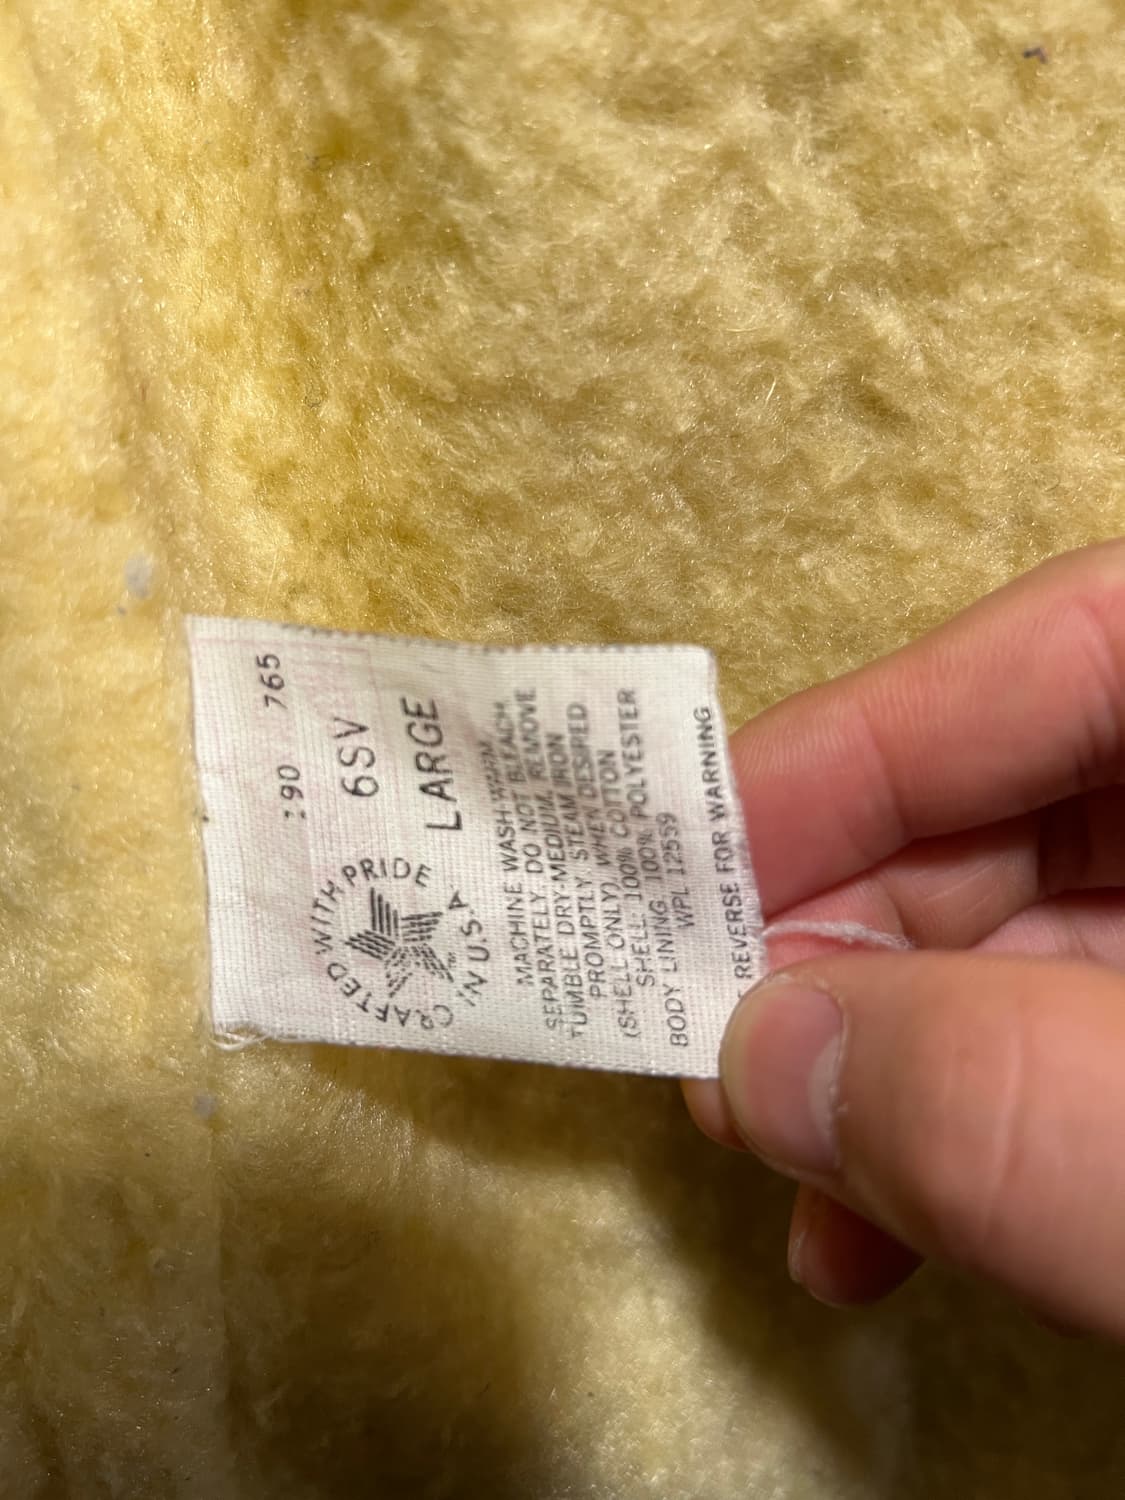 CRAFTED WITH PRIDE
IN U.S.A
:90 765
6SV
LARGE
MACHINE WASH-WARM
SEPARATELY, DO NOT BLEACH,
TUMBLE DRY-MEDIUM, REMOVE
PROMPTLY, STEAM IRON
(SHELL ONLY) WHEN DESIRED
SHELL: 100% COTTON
BODY LINING 100% POLYESTER
WPL 12559
REVERSE FOR WARNING